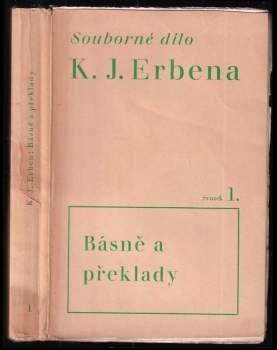 Souborné dílo
K. J. Erbena
Svazek 1.
Básně a
překlady
K. J. Erben: Básně a překlady
1